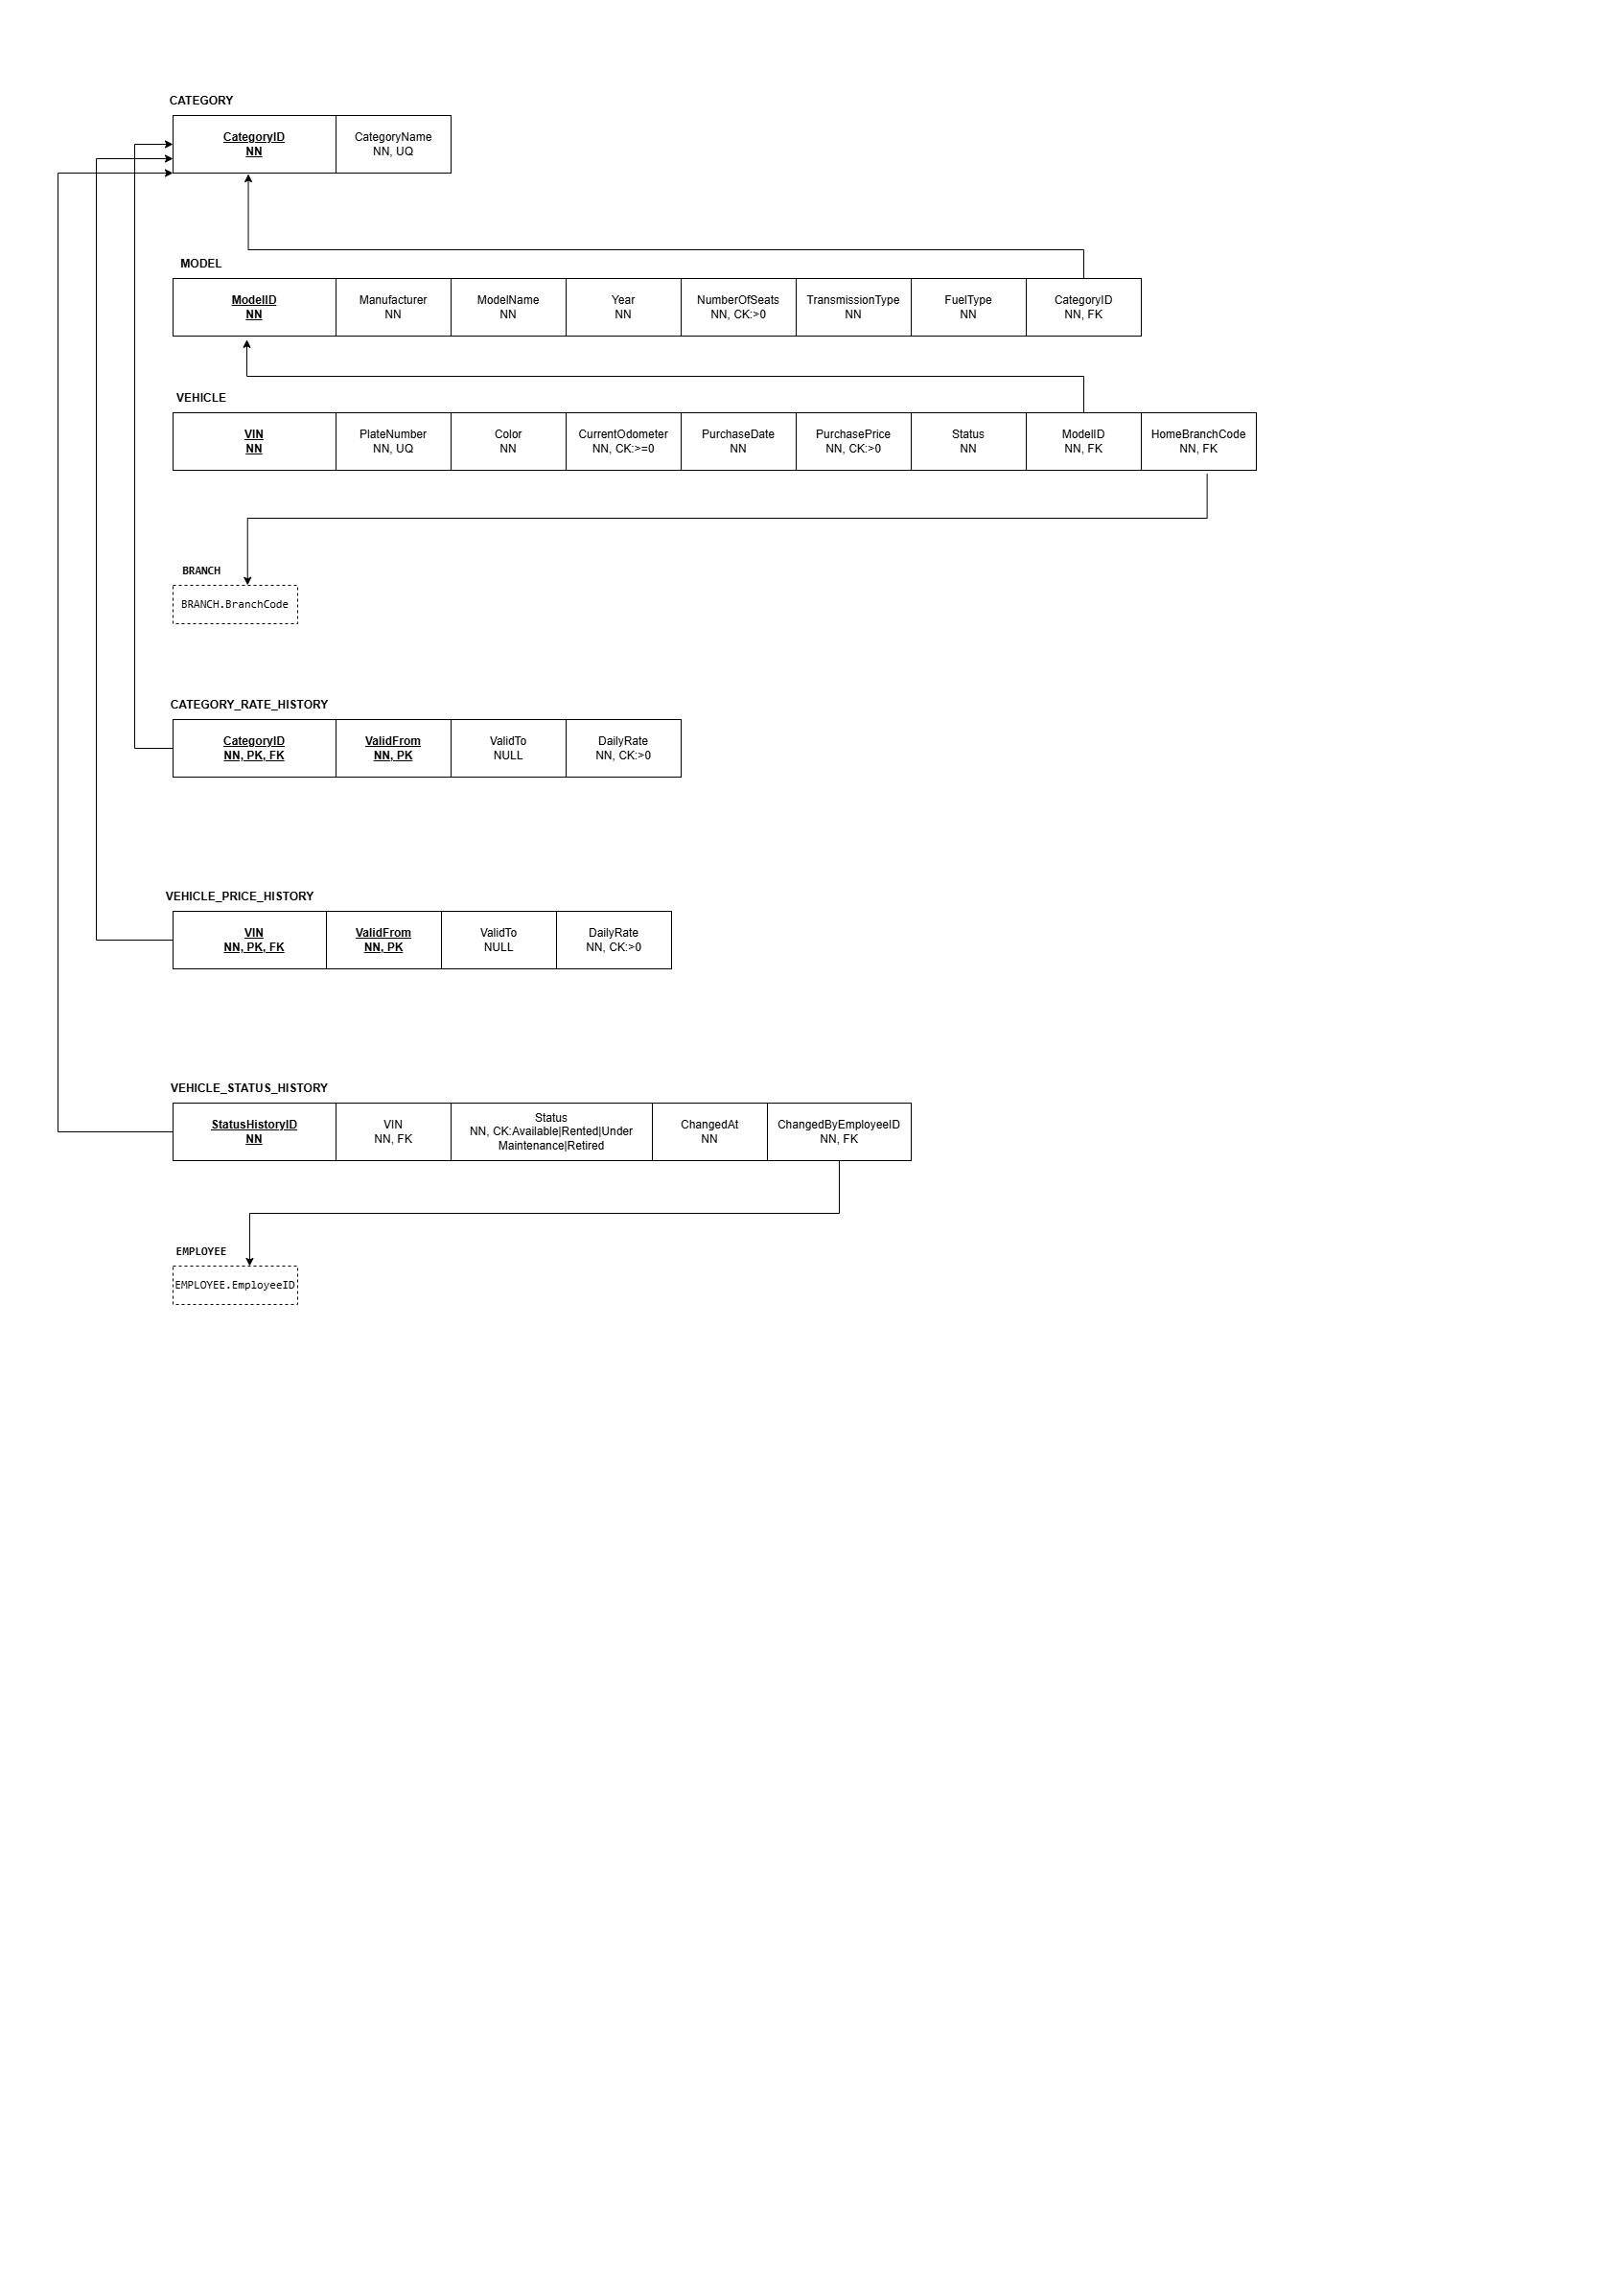 CATEGORY
CategoryID
NN
CategoryName
NN, UQ
MODEL
ModelID
NN
Manufacturer
NN
ModelName
NN
Year
NN
NumberOfSeats
NN, CK:>0
TransmissionType
NN
FuelType
NN
CategoryID
NN, FK
VEHICLE
VIN
NN
PlateNumber
NN, UQ
Color
NN
CurrentOdometer
NN, CK:>=0
PurchaseDate
NN
PurchasePrice
NN, CK:>0
Status
NN
ModelID
NN, FK
HomeBranchCode
NN, FK
BRANCH
BRANCH.BranchCode
CATEGORY_RATE_HISTORY
CategoryID
NN, PK, FK
ValidFrom
NN, PK
ValidTo
NULL
DailyRate
NN, CK:>0
VEHICLE_PRICE_HISTORY
VIN
NN, PK, FK
ValidFrom
NN, PK
ValidTo
NULL
DailyRate
NN, CK:>0
VEHICLE_STATUS_HISTORY
StatusHistoryID
NN
VIN
NN, FK
Status
NN, CK:Available|Rented|Under
Maintenance|Retired
ChangedAt
NN
ChangedByEmployeeID
NN, FK
EMPLOYEE
EMPLOYEE.EmployeeID